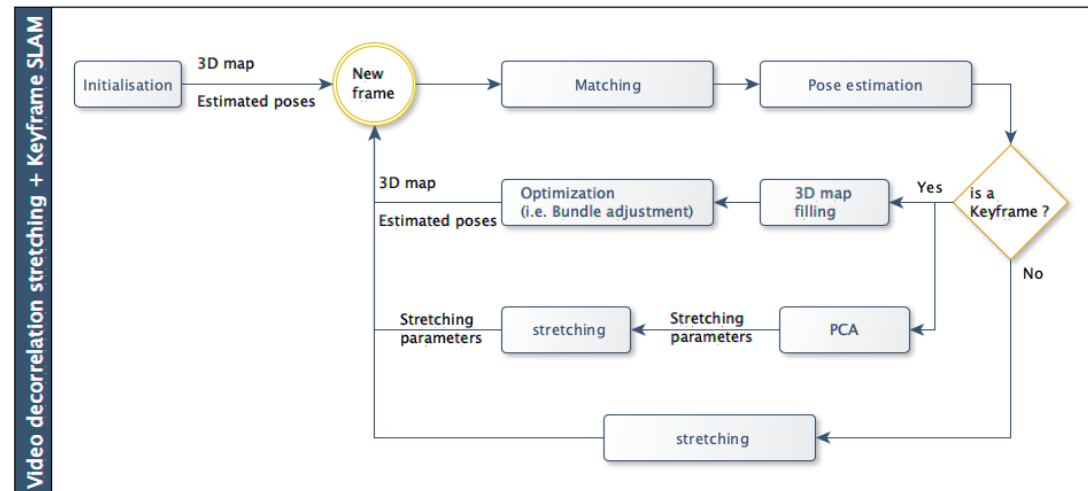 Video decorrelation stretching + Keyframe SLAM
Initialisation
3D map
Estimated poses
New
frame
Matching
Pose estimation
is a
Keyframe ?
Yes
No
3D map
filling
Optimization
(i.e. Bundle adjustment)
3D map
Estimated poses
PCA
Stretching
parameters
stretching
Stretching
parameters
stretching